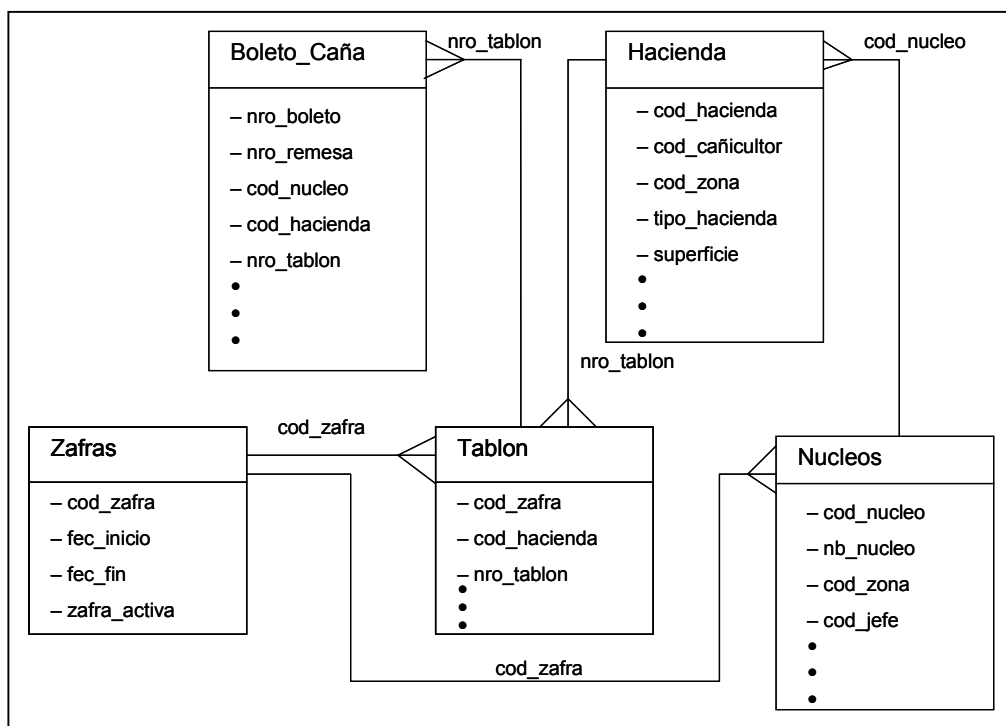 Boleto_Caña
– nro_boleto
– nro_remesa
– cod_nucleo
– cod_hacienda
– nro_tablon
nro_tablon
Hacienda
– cod_hacienda
– cod_cañicultor
– cod_zona
– tipo_hacienda
– superficie
cod_nucleo
nro_tablon
Zafras
– cod_zafra
– fec_inicio
– fec_fin
– zafra_activa
cod_zafra
Tablon
– cod_zafra
– cod_hacienda
– nro_tablon
Nucleos
– cod_nucleo
– nb_nucleo
– cod_zona
– cod_jefe
cod_zafra